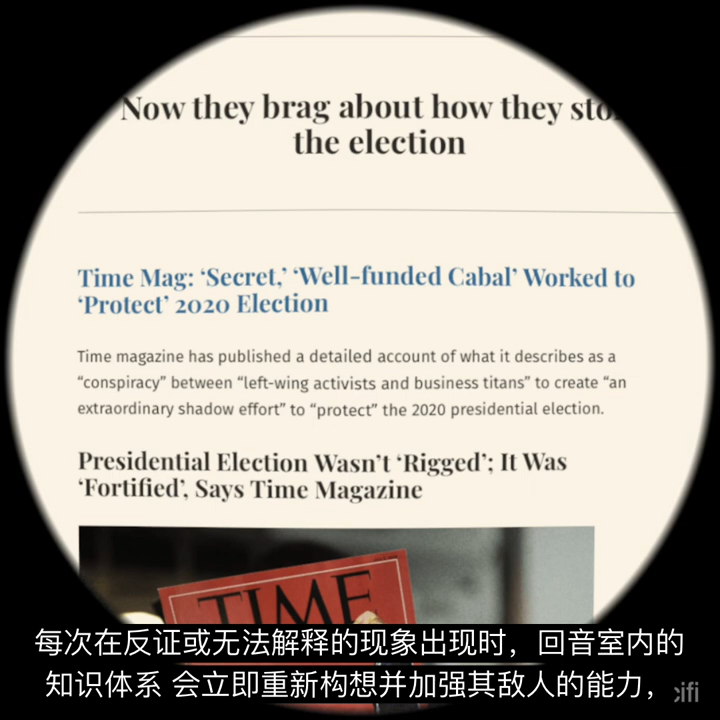 Now they brag about how they
the election
Time Mag: ‘Secret,’ ‘Well-funded Cabal’ Worked to
‘Protect’ 2020 Election
Time magazine has published a detailed account of what it describes as a
“conspiracy” between “left-wing activists and business titans” to create “an
extraordinary shadow effort” to “protect” the 2020 presidential election.
Presidential Election Wasn’t ‘Rigged’; It Was
‘Fortified’, Says Time Magazine
TIME
每次在反证或无法解释的现象出现时，回音室内的
知识体系 会立即重新构想并加强其敌人的能力，